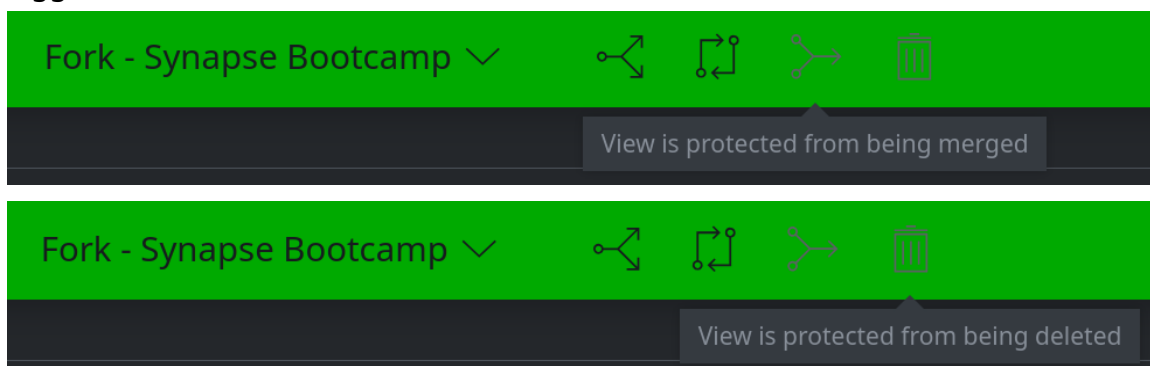 Fork - Synapse Bootcamp
View is protected from being merged
Fork - Synapse Bootcamp
View is protected from being deleted